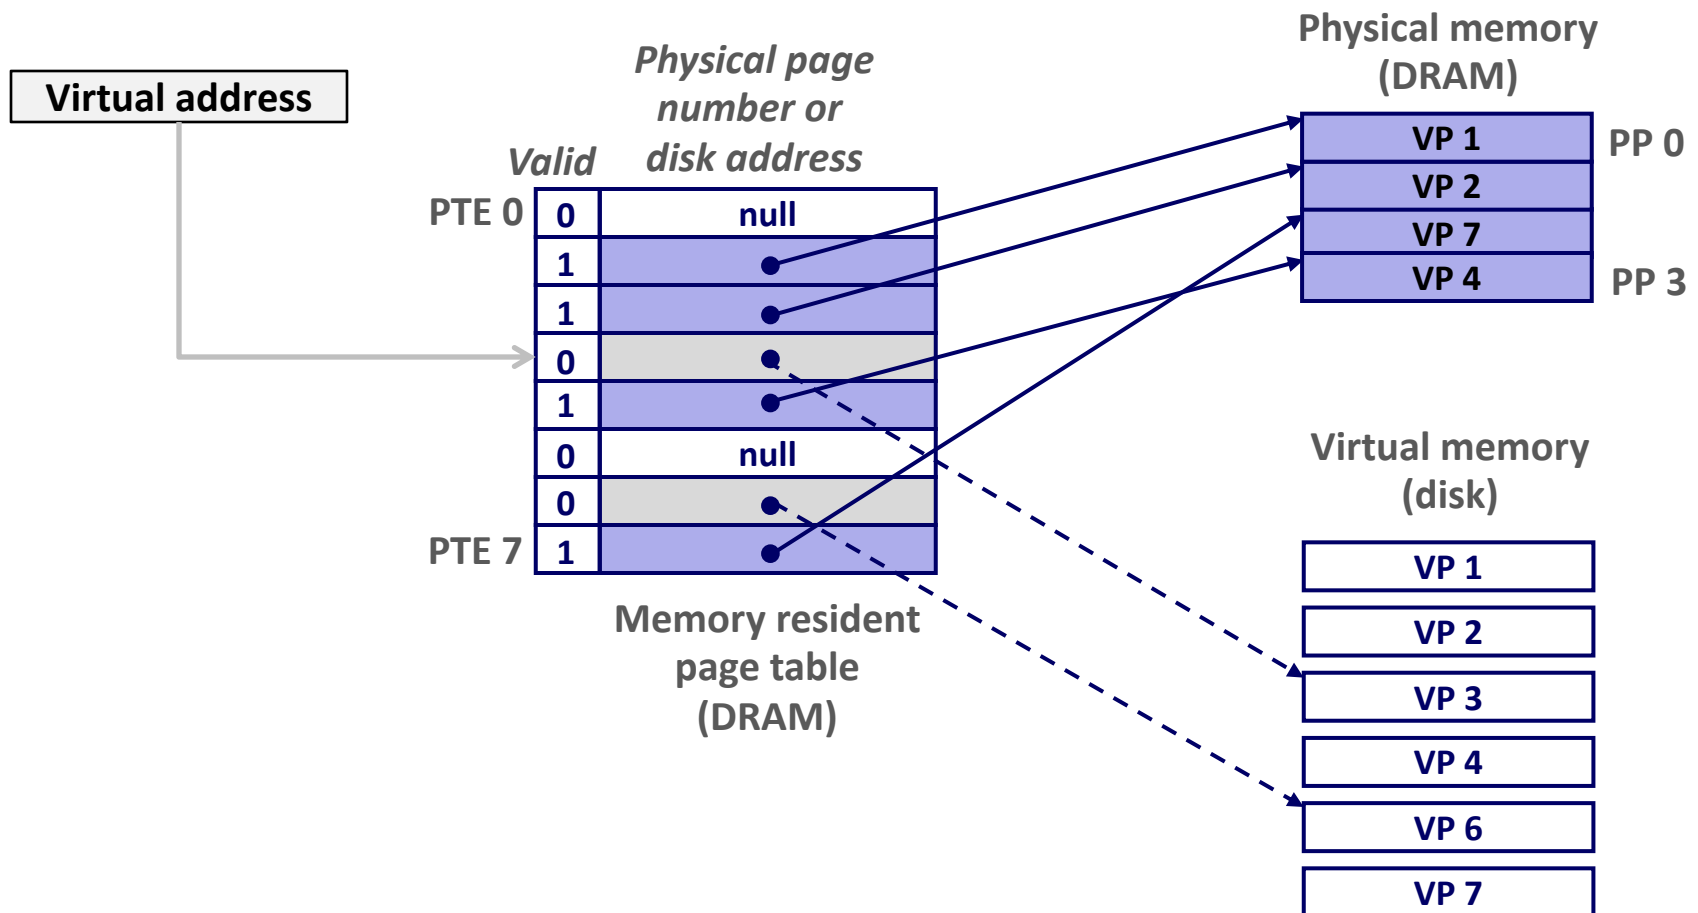 Virtual address
Physical page
number or
disk address
Valid
PTE 0
0
null
1
1
0
1
0
null
0
PTE 7
1
Memory resident
page table
(DRAM)
Physical memory
(DRAM)
VP 1
PP 0
VP 2
VP 7
VP 4
PP 3
Virtual memory
(disk)
VP 1
VP 2
VP 3
VP 4
VP 6
VP 7